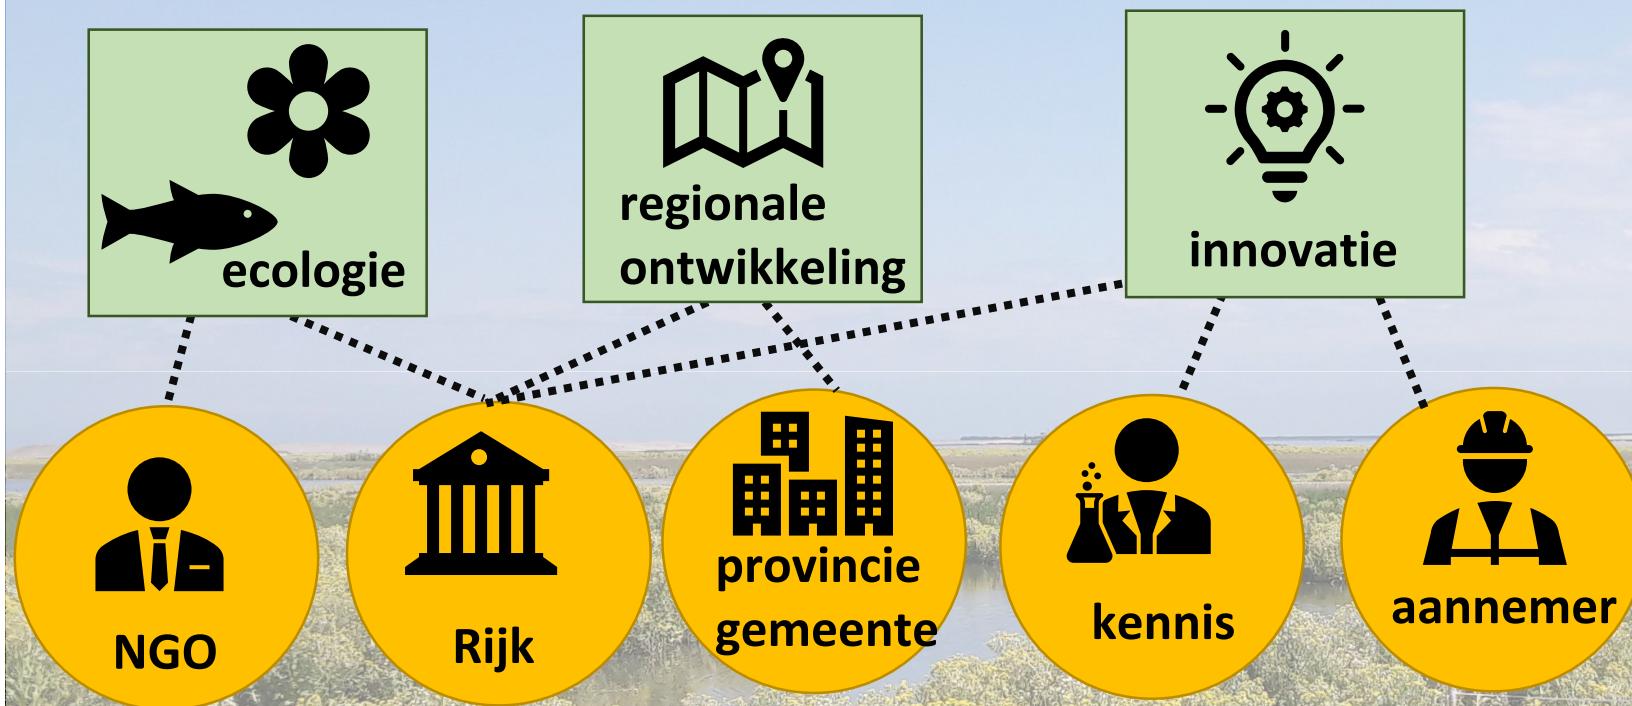 ecologie
regionale
ontwikkeling
innovatie
NGO
Rijk
provincie
gemeente
kennis
aannemer